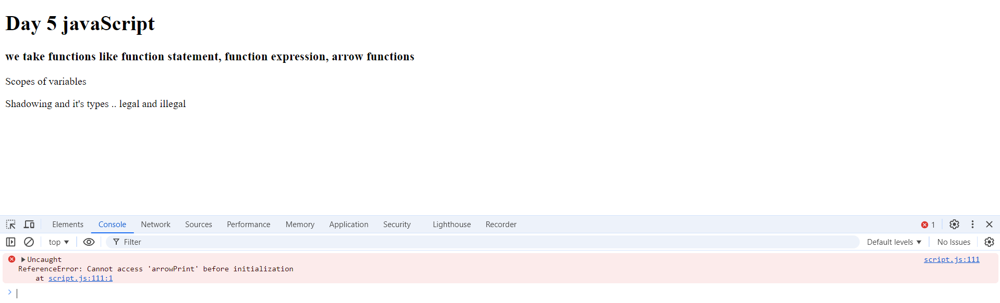 Day 5 javaScript
we take functions like function statement, function expression, arrow functions
Scopes of variables
Shadowing and it's types .. legal and illegal
Elements Console Network Sources Performance Memory Application Security Lighthouse Recorder 1
top Filter Default levels No Issues
Uncaught script.js:111
ReferenceError: Cannot access 'arrowPrint' before initialization
at script.js:111:1